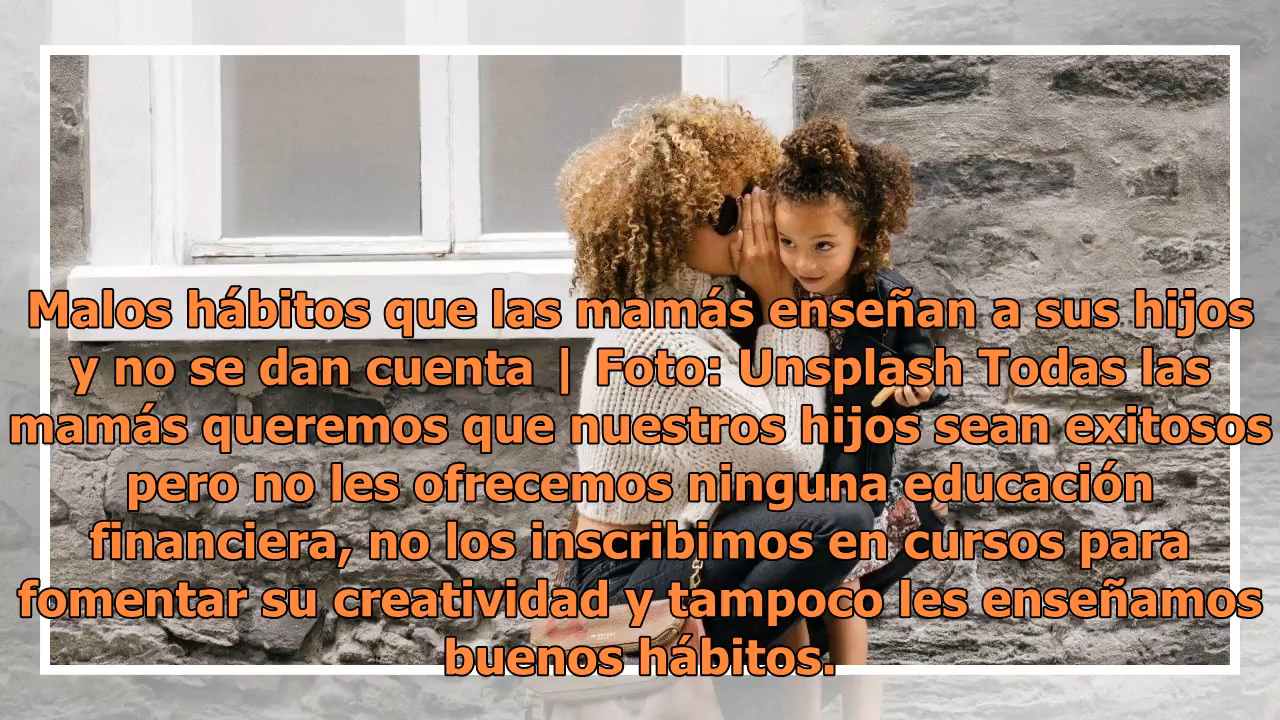 Malos hábitos que las mamás enseñan a sus hijos
y no se dan cuenta | Foto: Unsplash Todas las
mamás queremos que nuestros hijos sean exitosos
pero no les ofrecemos ninguna educación
financiera, no los inscribimos en cursos para
fomentar su creatividad y tampoco les enseñamos
buenos hábitos.